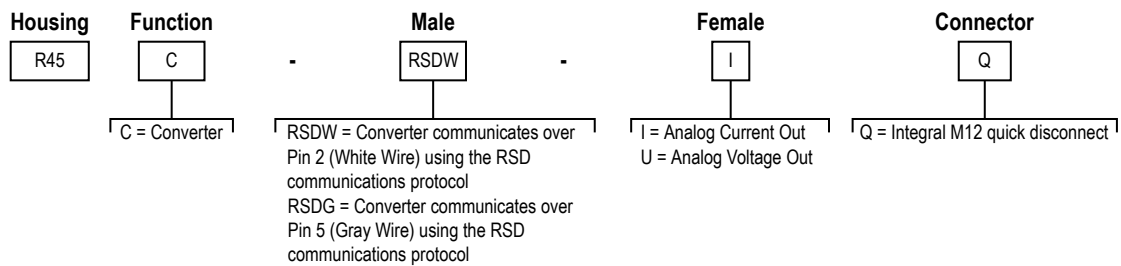 Housing Function Male Female Connector
R45 C - RSDW - I Q
C = Converter
RSDW = Converter communicates over
Pin 2 (White Wire) using the RSD
communications protocol
RSDG = Converter communicates over
Pin 5 (Gray Wire) using the RSD
communications protocol
I = Analog Current Out
U = Analog Voltage Out
Q = Integral M12 quick disconnect